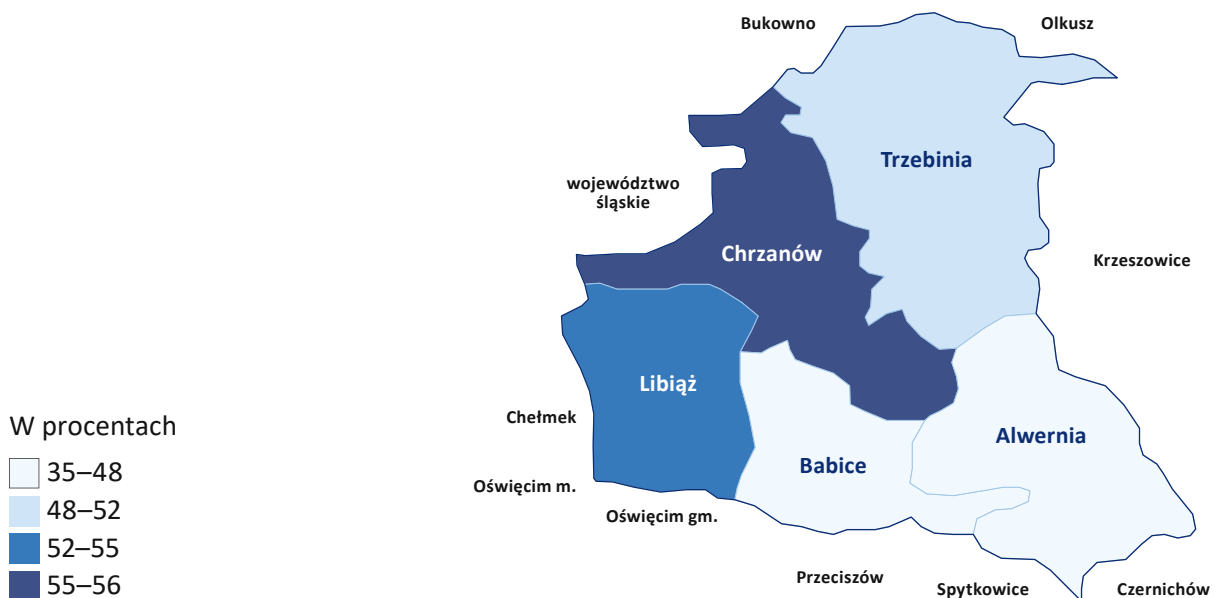 Bukowno
Olkusz
Trzebinia
województwo
śląskie
Chrzanów
Krzeszowice
Libiąż
Chełmek
W procentach
Alwernia
35–48
Babice
Oświęcim m.
48–52
Oświęcim gm.
52–55
Przeciszów
55–56
Spytkowice
Czernichów